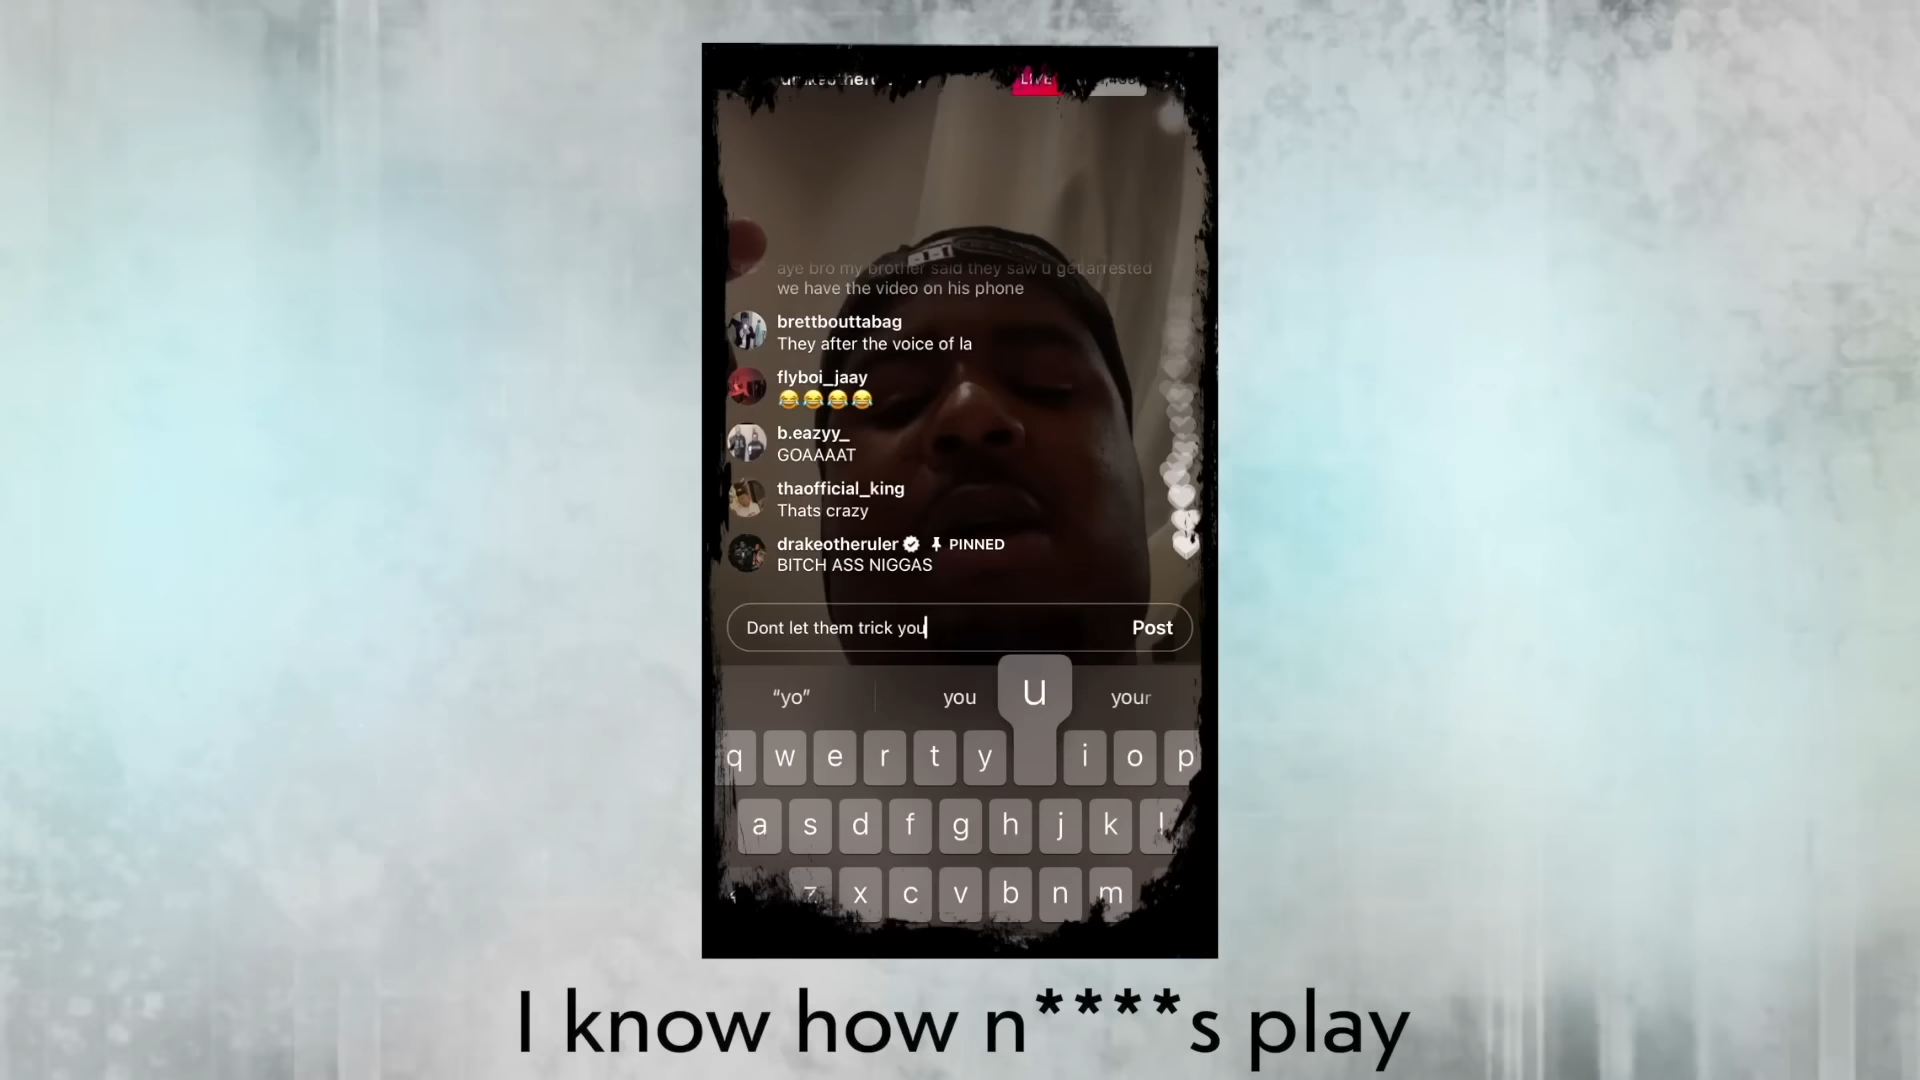 LIVE
aye bro my brother said they saw u get arrested
we have the video on his phone
brettbouttabag
They after the voice of la
flyboi_jaay
😂😂😂😂
b.eazyy_
GOAAAAT
thaofficial_king
Thats crazy
drakeotheruler PINNED
BITCH ASS NIGGAS
Dont let them trick you
Post
“yo” you u your
q w e r t y i o p
a s d f g h j k l
z x c v b n m
I know how n****s play